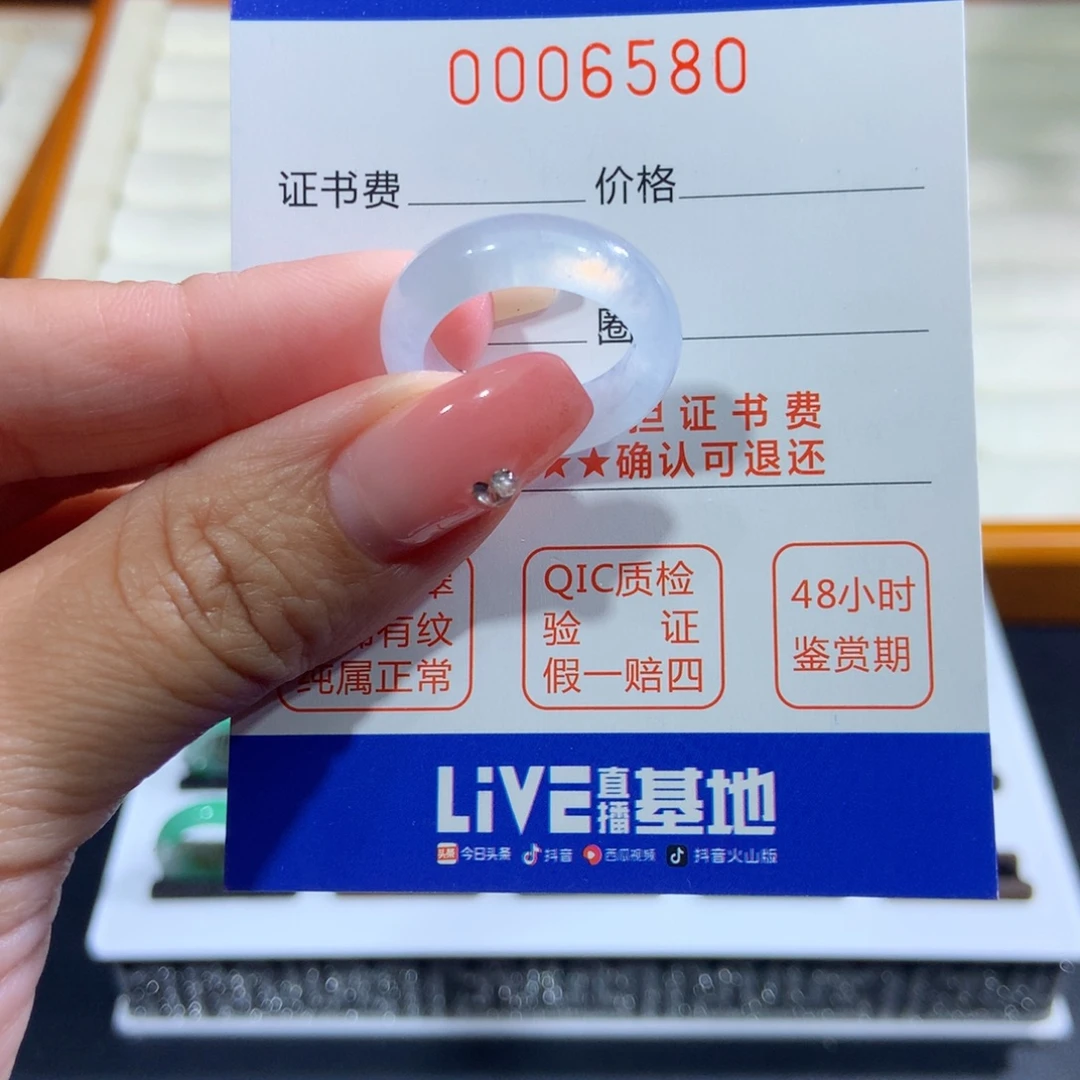 0006580
证书费 价格
圈
担证书费
★★确认可退还
有纹
纯属正常
QIC质检
验 证
假一赔四
48小时
鉴赏期
LiVE直播基地
今日头条 抖音 西瓜视频 抖音火山版